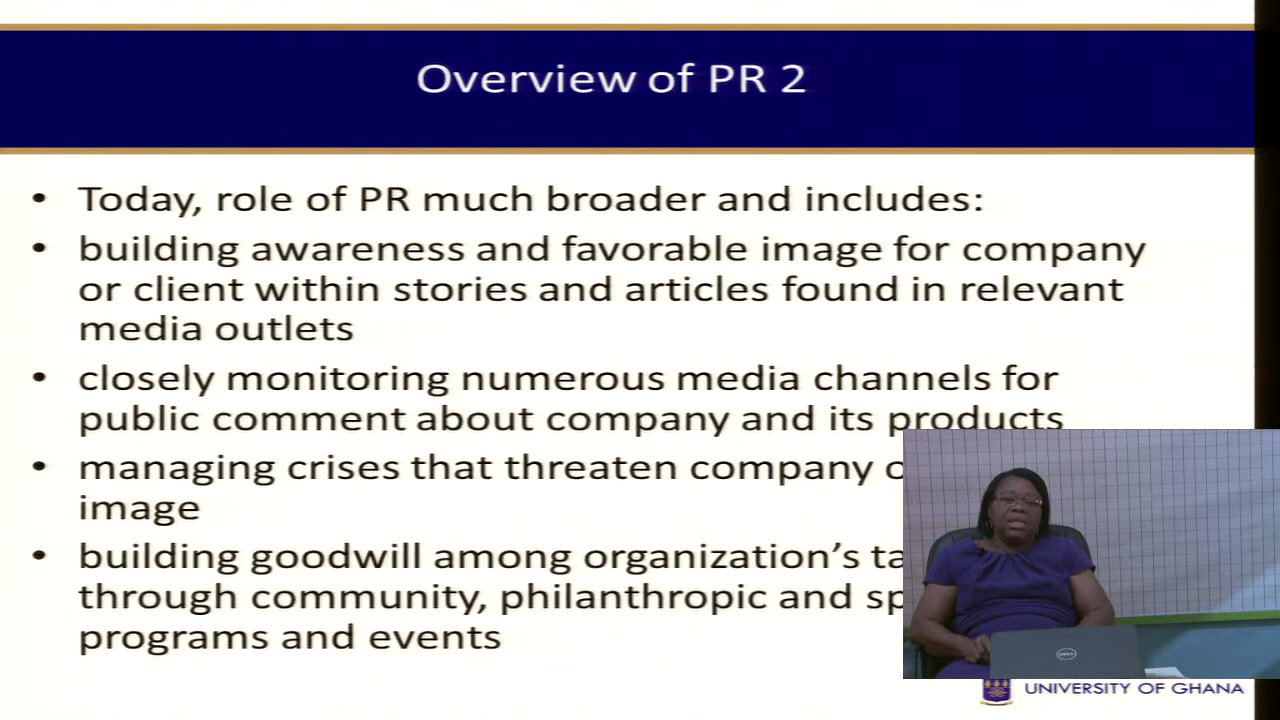 Overview of PR 2
• Today, role of PR much broader and includes:
• building awareness and favorable image for company
or client within stories and articles found in relevant
media outlets
• closely monitoring numerous media channels for
public comment about company and its products
• managing crises that threaten company
image
• building goodwill among organization's
through community, philanthropic and
programs and events
DELL
UNIVERSITY OF GHANA